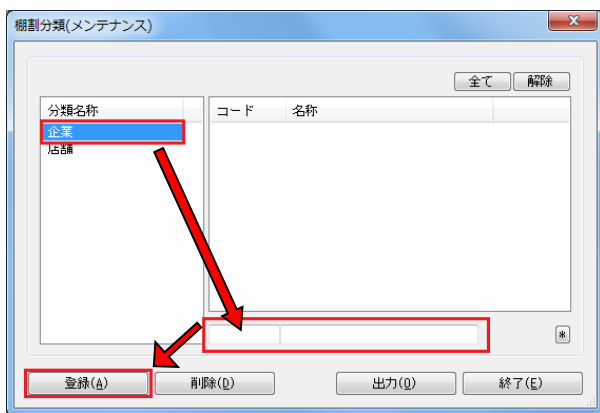 棚割分類(メンテナンス)
全て 解除
分類名称 コード 名称
企業
店舗
*
登録(A) 削除(D) 出力(O) 終了(E)